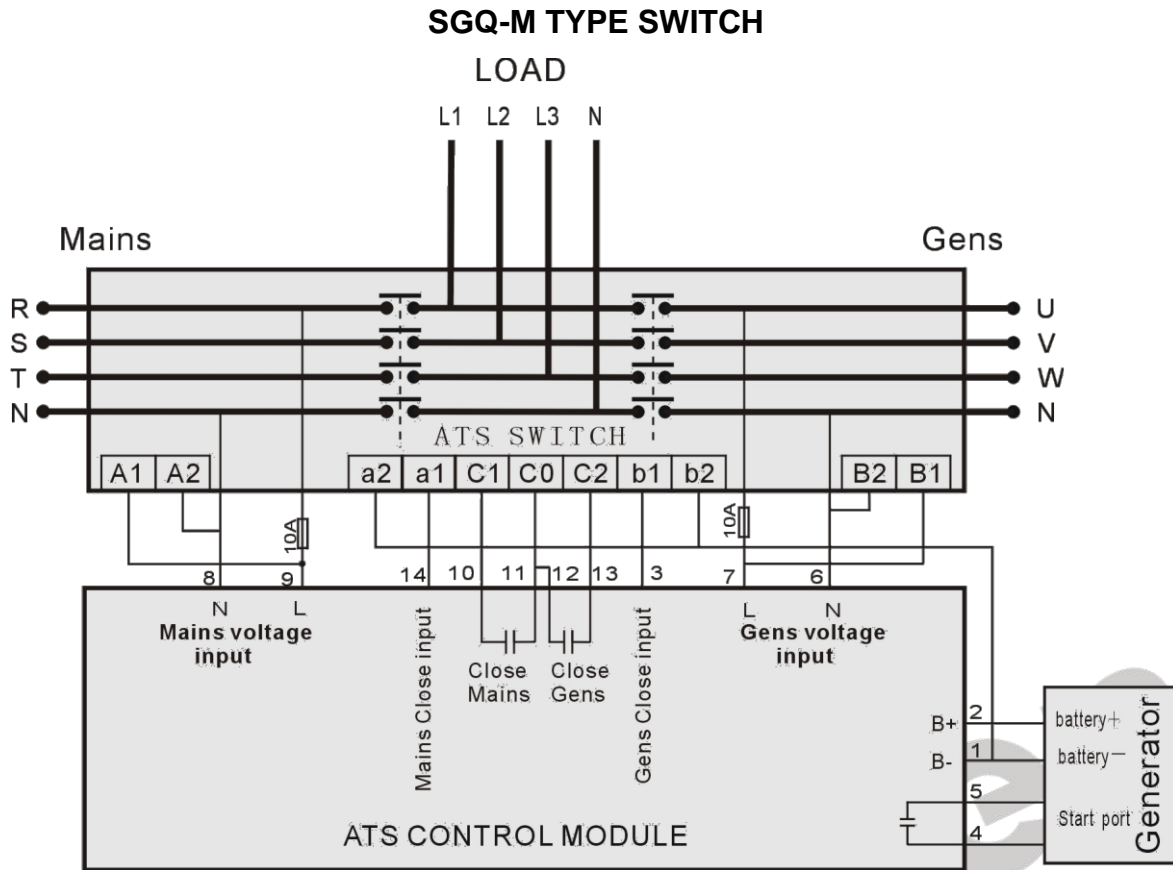 SGQ-M TYPE SWITCH
LOAD
L1 L2 L3 N
Mains Gens
R U
S V
T W
N N
ATS SWITCH
A1 A2 a2 a1 C1 C0 C2 b1 b2 B2 B1
10A 10A
8 9 14 10 11 12 13 3 7 6
N L L N
Mains voltage
input
Mains Close input
Close
Mains
Close
Gens
Gens Close input
Gens voltage
input
B+ 2 battery+
B- 1 battery−
5
Start port
4
Generator
ATS CONTROL MODULE